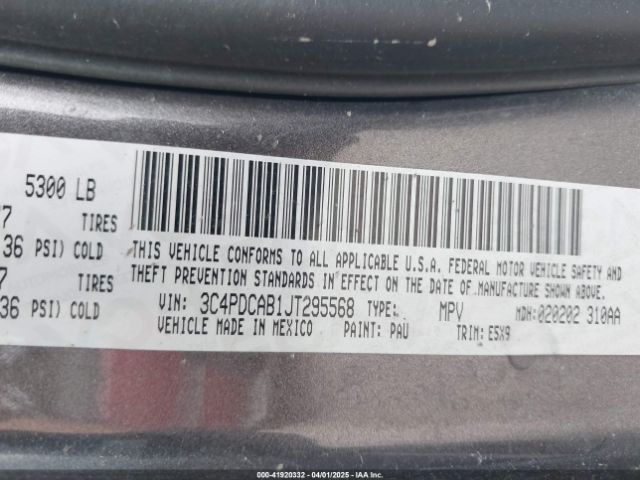 5300 LB
7 TIRES
36 PSI) COLD
7 TIRES
36 PSI) COLD
THIS VEHICLE CONFORMS TO ALL APPLICABLE U.S.A. FEDERAL MOTOR VEHICLE SAFETY AND
THEFT PREVENTION STANDARDS IN EFFECT ON THE DATE OF MANUFACTURE SHOWN ABOVE.
VIN: 3C4PDCAB1JT295568 TYPE: MPV MDH: 020202 310AA
VEHICLE MADE IN MEXICO PAINT: PAU TRIM: E5X9
000-41920332 - 04/01/2025 - IAAI.COM